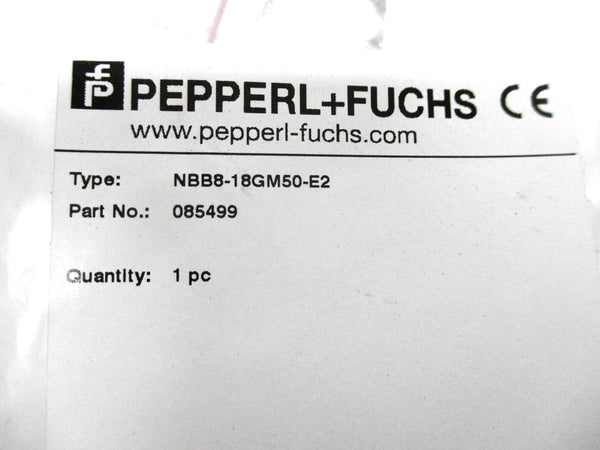 PEPPERL+FUCHS CE
www.pepperl-fuchs.com
Type: NBB8-18GM50-E2
Part No.: 085499
Quantity: 1 pc